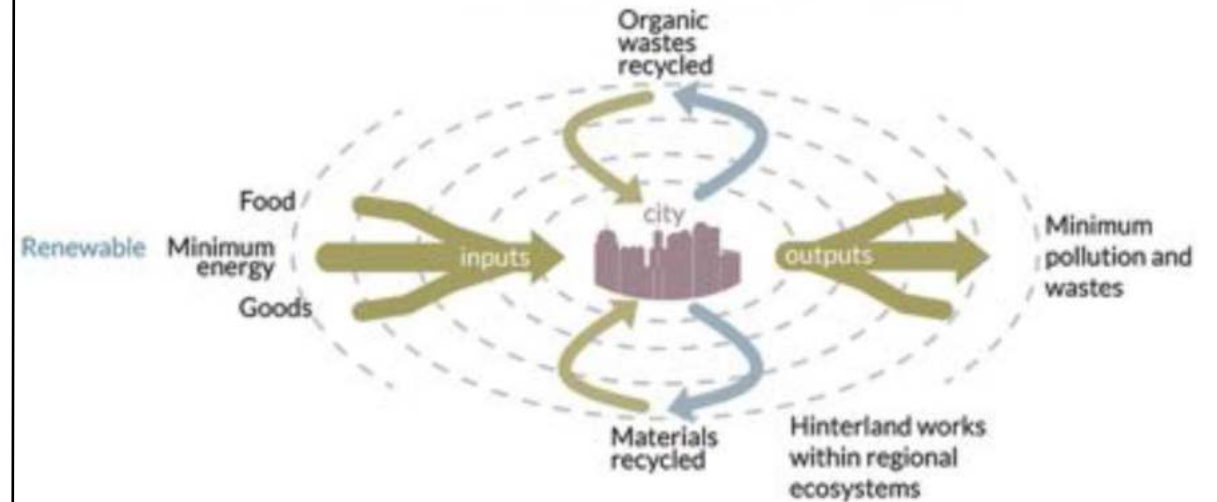 Organic
wastes
recycled
Food
Renewable
Minimum
energy
Goods
inputs
city
outputs
Minimum
pollution and
wastes
Materials
recycled
Hinterland works
within regional
ecosystems